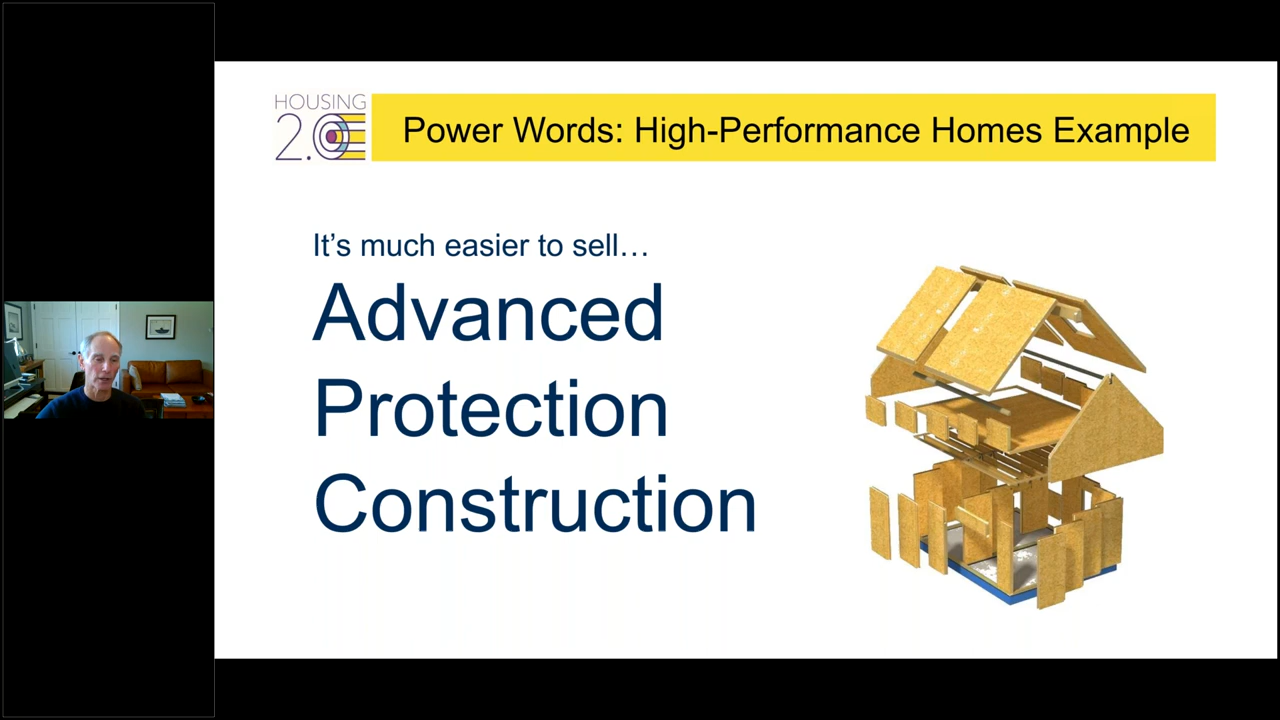 HOUSING
2.0
Power Words: High-Performance Homes Example
It’s much easier to sell…
Advanced
Protection
Construction